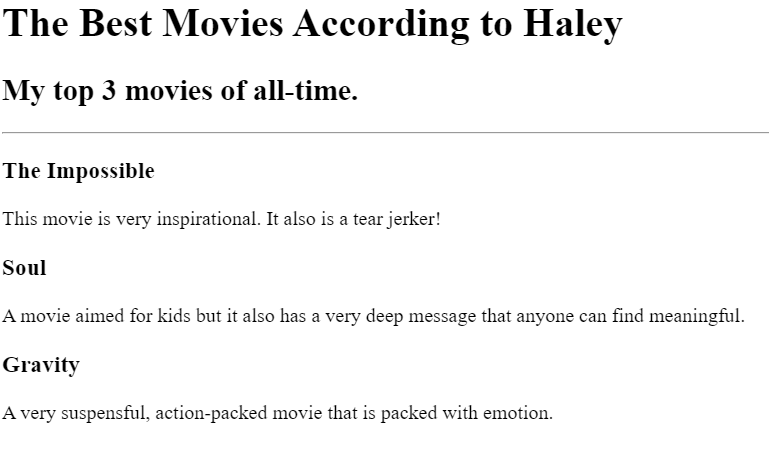 The Best Movies According to Haley
My top 3 movies of all-time.
The Impossible
This movie is very inspirational. It also is a tear jerker!
Soul
A movie aimed for kids but it also has a very deep message that anyone can find meaningful.
Gravity
A very suspensful, action-packed movie that is packed with emotion.